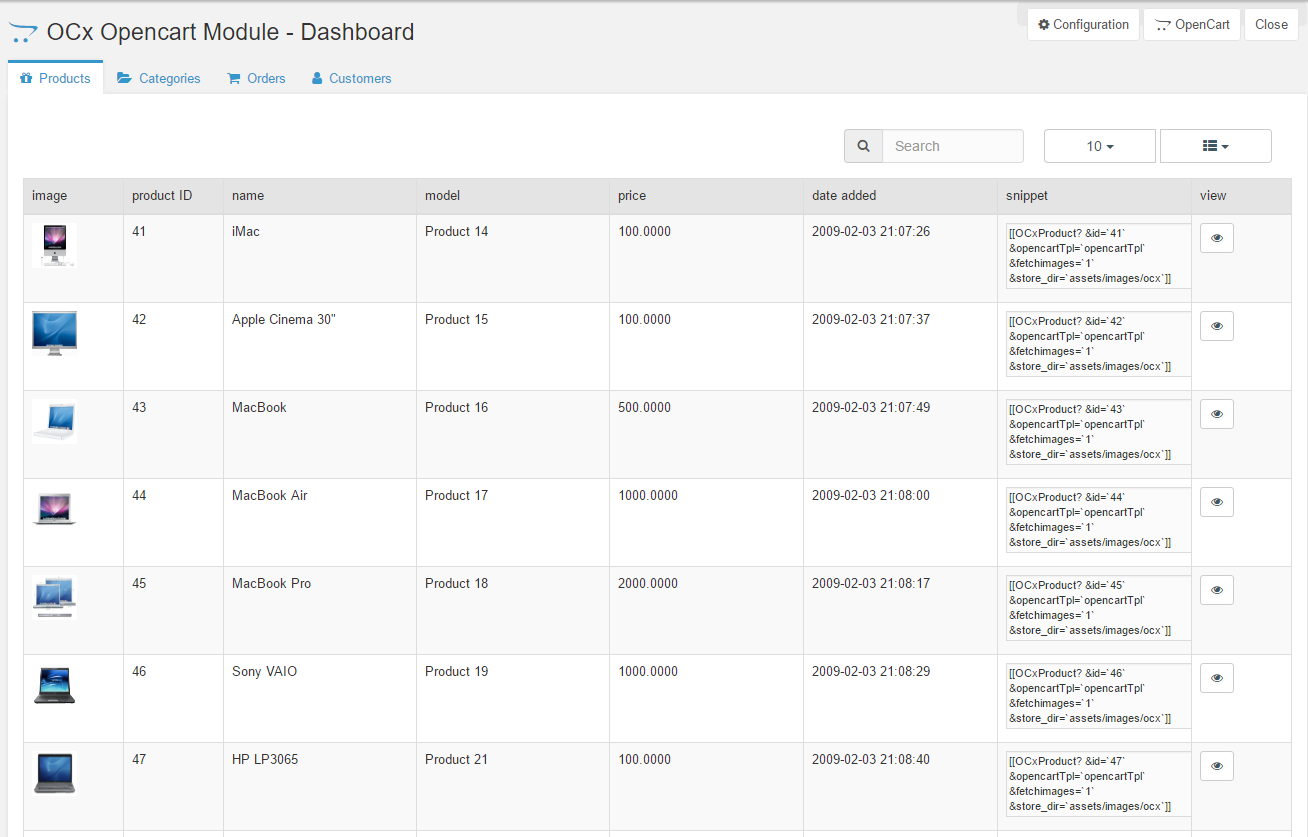 OCx Opencart Module - Dashboard
Configuration
OpenCart
Close
Products
Categories
Orders
Customers
Search
10
image product ID name model price date added snippet view
41 iMac Product 14 100.0000 2009-02-03 21:07:26
[[OCxProduct? &id=`41`
&opencartTpl=`opencartTpl`
&fetchimages=`1`
&store_dir=`assets/images/ocx`]]
42 Apple Cinema 30" Product 15 100.0000 2009-02-03 21:07:37
[[OCxProduct? &id=`42`
&opencartTpl=`opencartTpl`
&fetchimages=`1`
&store_dir=`assets/images/ocx`]]
43 MacBook Product 16 500.0000 2009-02-03 21:07:49
[[OCxProduct? &id=`43`
&opencartTpl=`opencartTpl`
&fetchimages=`1`
&store_dir=`assets/images/ocx`]]
44 MacBook Air Product 17 1000.0000 2009-02-03 21:08:00
[[OCxProduct? &id=`44`
&opencartTpl=`opencartTpl`
&fetchimages=`1`
&store_dir=`assets/images/ocx`]]
45 MacBook Pro Product 18 2000.0000 2009-02-03 21:08:17
[[OCxProduct? &id=`45`
&opencartTpl=`opencartTpl`
&fetchimages=`1`
&store_dir=`assets/images/ocx`]]
46 Sony VAIO Product 19 1000.0000 2009-02-03 21:08:29
[[OCxProduct? &id=`46`
&opencartTpl=`opencartTpl`
&fetchimages=`1`
&store_dir=`assets/images/ocx`]]
47 HP LP3065 Product 21 100.0000 2009-02-03 21:08:40
[[OCxProduct? &id=`47`
&opencartTpl=`opencartTpl`
&fetchimages=`1`
&store_dir=`assets/images/ocx`]]